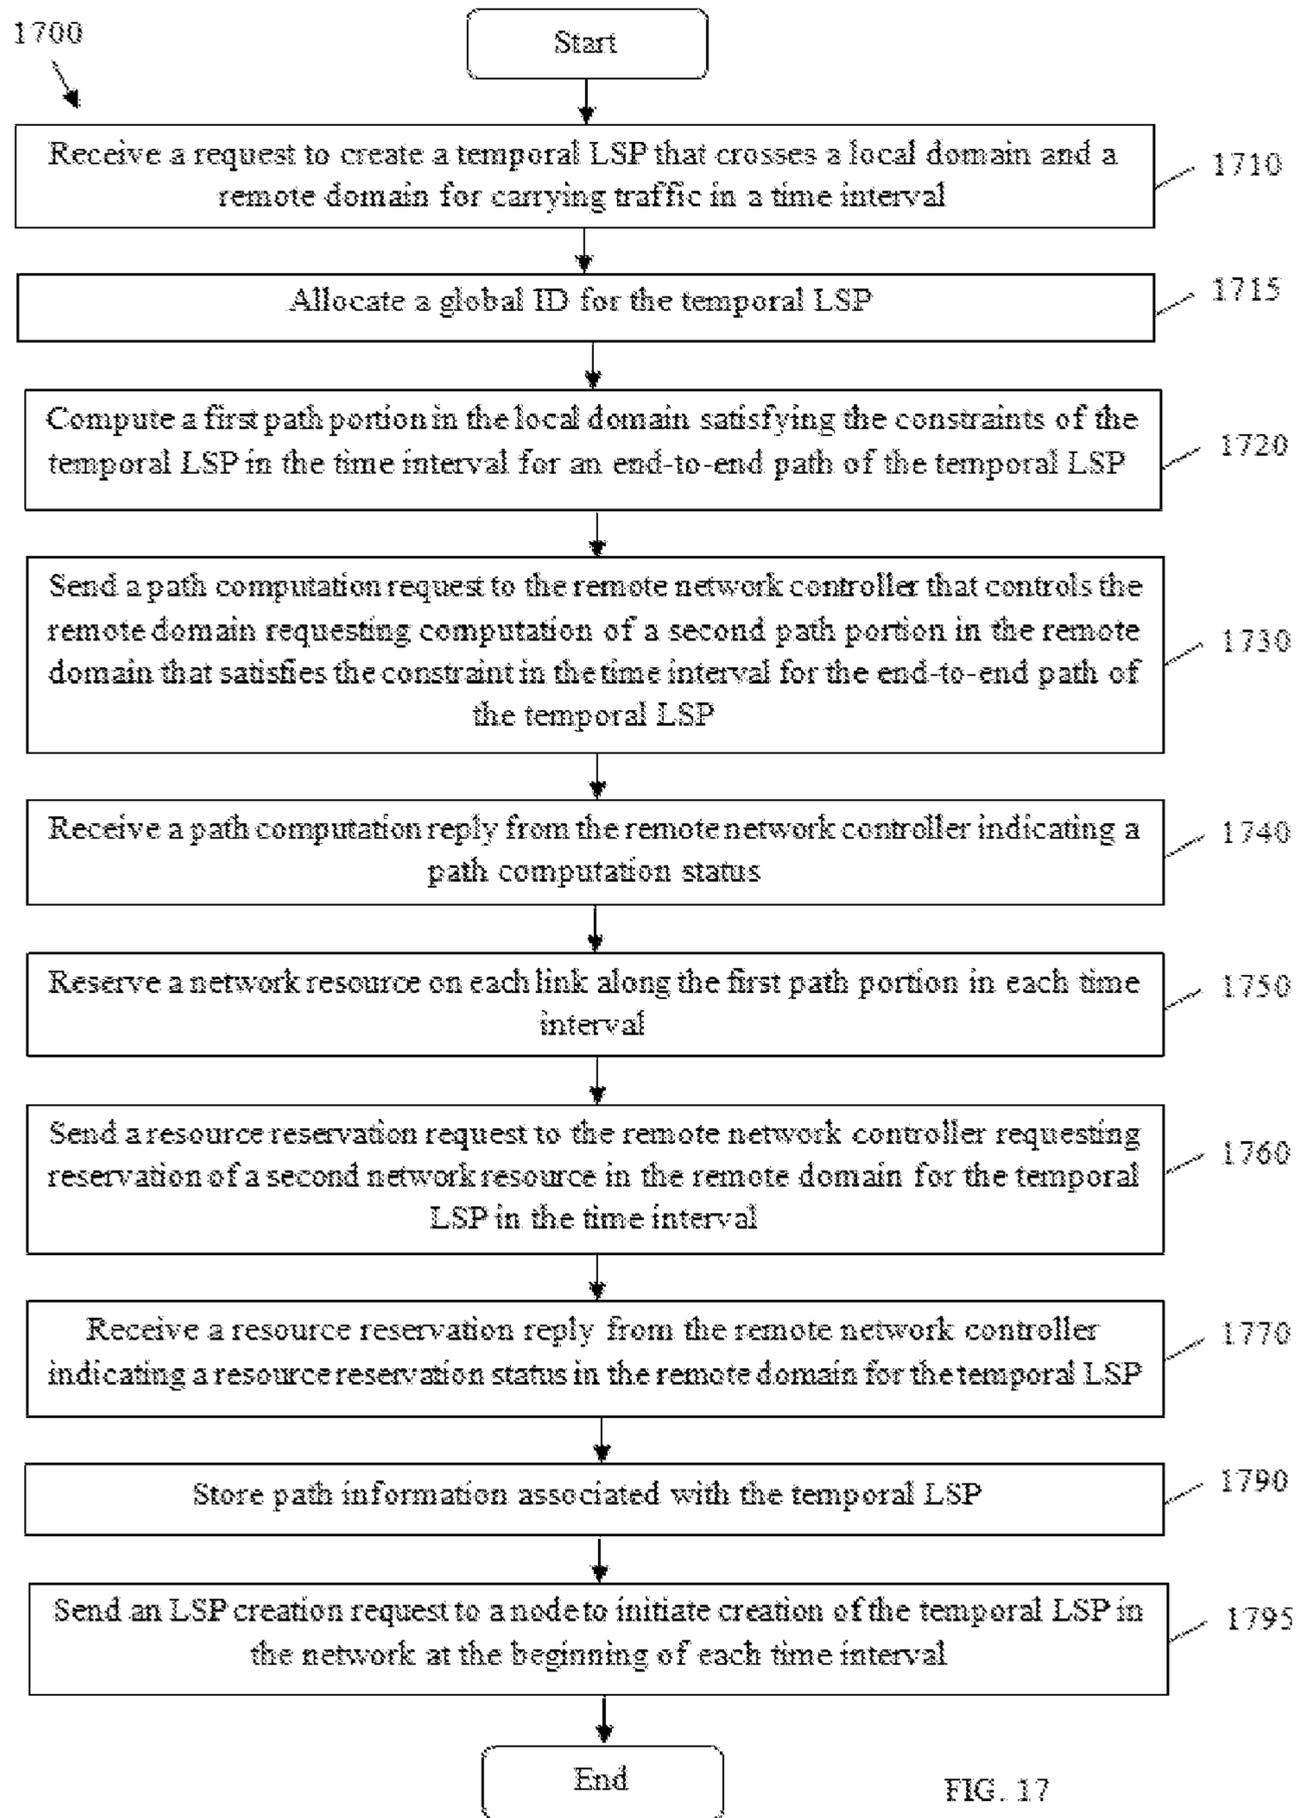 1700
Start
Receive a request to create a temporal LSP that crosses a local domain and a
remote domain for carrying traffic in a time interval
1710
Allocate a global ID for the temporal LSP
1715
Compute a first path portion in the local domain satisfying the constraints of the
temporal LSP in the time interval for an end-to-end path of the temporal LSP
1720
Send a path computation request to the remote network controller that controls the
remote domain requesting computation of a second path portion in the remote
domain that satisfies the constraint in the time interval for the end-to-end path of
the temporal LSP
1730
Receive a path computation reply from the remote network controller indicating a
path computation status
1740
Reserve a network resource on each link along the first path portion in each time
interval
1750
Send a resource reservation request to the remote network controller requesting
reservation of a second network resource in the remote domain for the temporal
LSP in the time interval
1760
Receive a resource reservation reply from the remote network controller
indicating a resource reservation status in the remote domain for the temporal LSP
1770
Store path information associated with the temporal LSP
1790
Send an LSP creation request to a node to initiate creation of the temporal LSP in
the network at the beginning of each time interval
1795
End
FIG. 17